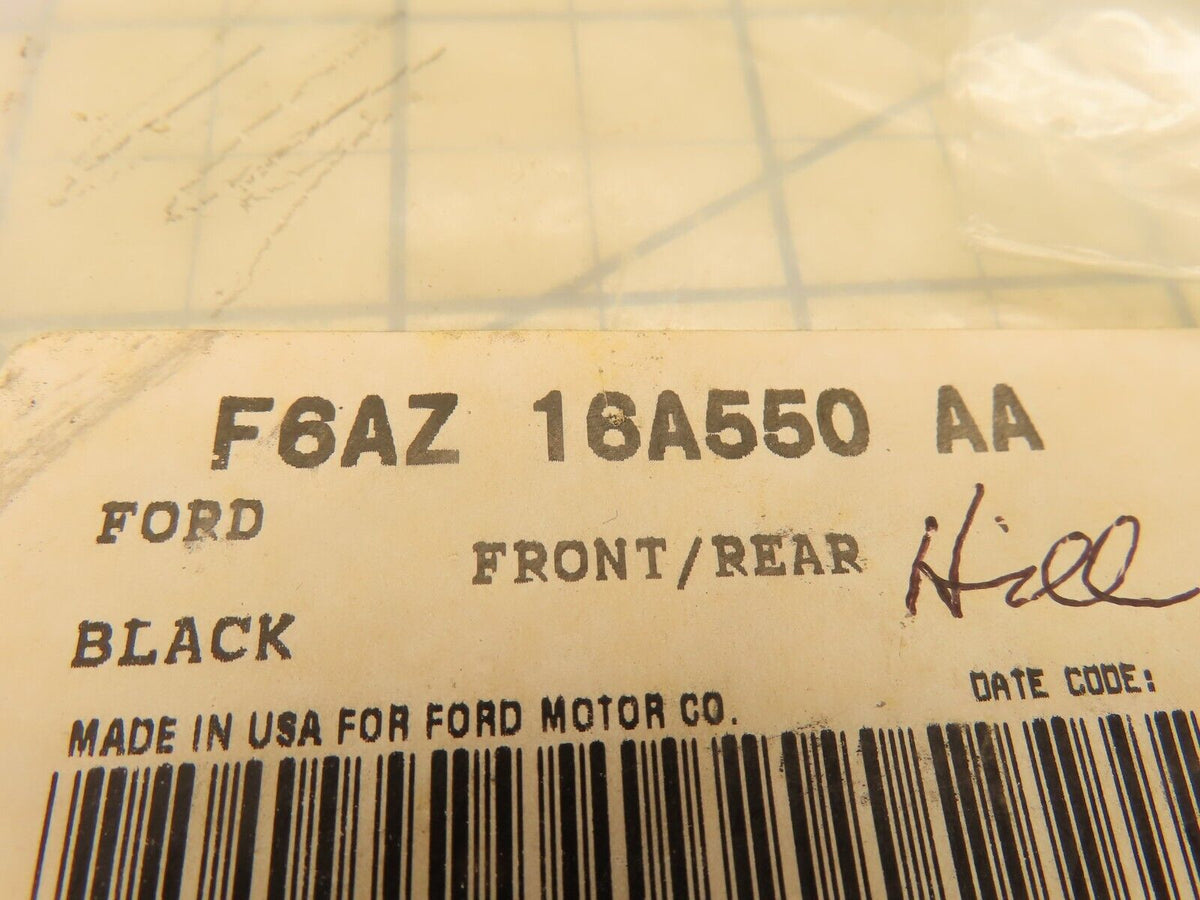 F6AZ 16A550 AA
FORD
FRONT/REAR Hill
BLACK
DATE CODE:
MADE IN USA FOR FORD MOTOR CO.